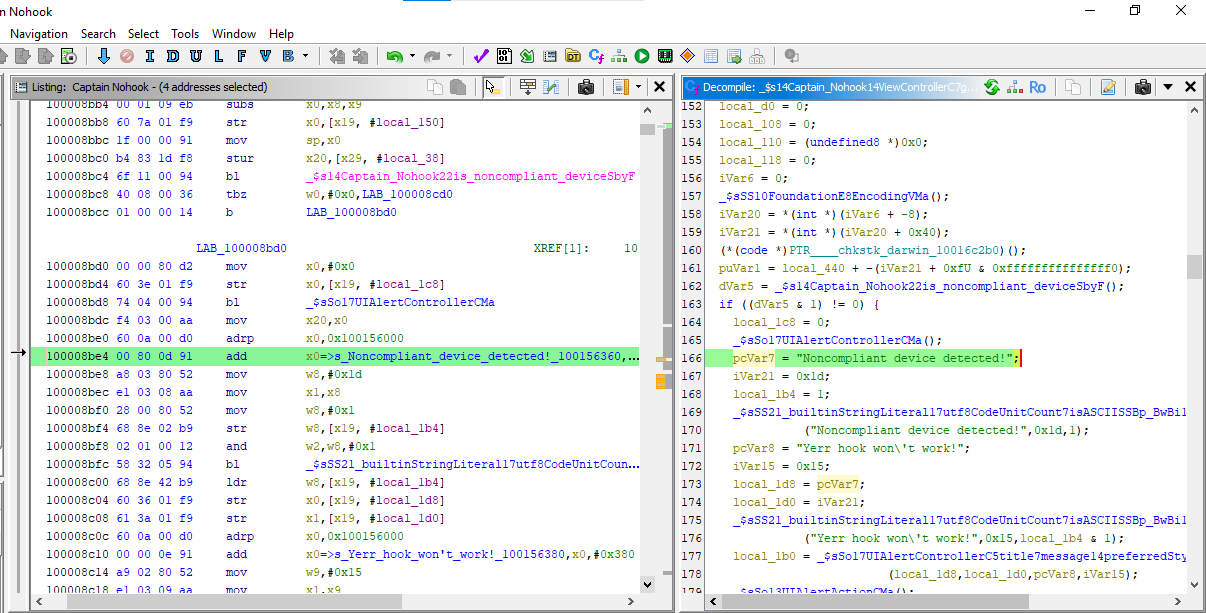 n Nohook
Navigation Search Select Tools Window Help
I D U L F V B
Listing: Captain Nohook - (4 addresses selected)
100008bb4 00 01 09 eb subs x0,x8,x9
100008bb8 60 7a 01 f9 str x0,[x19, #local_150]
100008bbc 1f 00 00 91 mov sp,x0
100008bc0 b4 83 1d f8 stur x20,[x29, #local_38]
100008bc4 6f 11 00 94 bl _$s14Captain_Nohook22is_noncompliant_deviceSbyF
100008bc8 40 08 00 36 tbz w0,#0x0,LAB_100008cd0
100008bcc 01 00 00 14 b LAB_100008bd0
LAB_100008bd0 XREF[1]: 10
100008bd0 00 00 80 d2 mov x0,#0x0
100008bd4 60 3e 01 f9 str x0,[x19, #local_1c8]
100008bd8 74 04 00 94 bl _$sSo17UIAlertControllerCMa
100008bdc f4 03 00 aa mov x20,x0
100008be0 60 0a 00 d0 adrp x0,0x100156000
100008be4 00 80 0d 91 add x0=>s_Noncompliant_device_detected!_100156360,...
100008be8 a8 03 80 52 mov w8,#0x1d
100008bec e1 03 08 aa mov x1,x8
100008bf0 28 00 80 52 mov w8,#0x1
100008bf4 68 8e 02 b9 str w8,[x19, #local_1b4]
100008bf8 02 01 00 12 and w2,w8,#0x1
100008bfc 58 32 05 94 bl _$sSS21_builtinStringLiteral17utf8CodeUnitCoun...
100008c00 68 8e 42 b9 ldr w8,[x19, #local_1b4]
100008c04 60 36 01 f9 str x0,[x19, #local_1d8]
100008c08 61 3a 01 f9 str x1,[x19, #local_1d0]
100008c0c 60 0a 00 d0 adrp x0,0x100156000
100008c10 00 00 0e 91 add x0=>s_Yerr_hook_won't_work!_100156380,x0,#0x380
100008c14 a9 02 80 52 mov w9,#0x15
100008c18 e1 03 09 aa mov x1,x9
Decompile: _$s14Captain_Nohook14ViewControllerC7g...
Ro
152 local_d0 = 0;
153 local_108 = 0;
154 local_110 = (undefined8 *)0x0;
155 local_118 = 0;
156 iVar6 = 0;
157 _$sSS10FoundationE8EncodingVMa();
158 iVar20 = *(int *)(iVar6 + -8);
159 iVar21 = *(int *)(iVar20 + 0x40);
160 (*(code *)PTR____chkstk_darwin_10016c2b0)();
161 puVar1 = local_440 + -(iVar21 + 0xfU & 0xfffffffffffffff0);
162 dVar5 = _$s14Captain_Nohook22is_noncompliant_deviceSbyF();
163 if ((dVar5 & 1) != 0) {
164 local_1c8 = 0;
165 _$sSo17UIAlertControllerCMa();
166 pcVar7 = "Noncompliant device detected!";
167 iVar21 = 0x1d;
168 local_1b4 = 1;
169 _$sSS21_builtinStringLiteral17utf8CodeUnitCount7isASCIISSBp_BwBi1
170 ("Noncompliant device detected!",0x1d,1);
171 pcVar8 = "Yerr hook won\'t work!";
172 iVar15 = 0x15;
173 local_1d8 = pcVar7;
174 local_1d0 = iVar21;
175 _$sSS21_builtinStringLiteral17utf8CodeUnitCount7isASCIISSBp_BwBi1
176 ("Yerr hook won\'t work!",0x15,local_1b4 & 1);
177 local_1b0 = _$sSo17UIAlertControllerC5title7message14preferredSty
178 (local_1d8,local_1d0,pcVar8,iVar15);
179 _$sSo13UIAlertActionCMa();